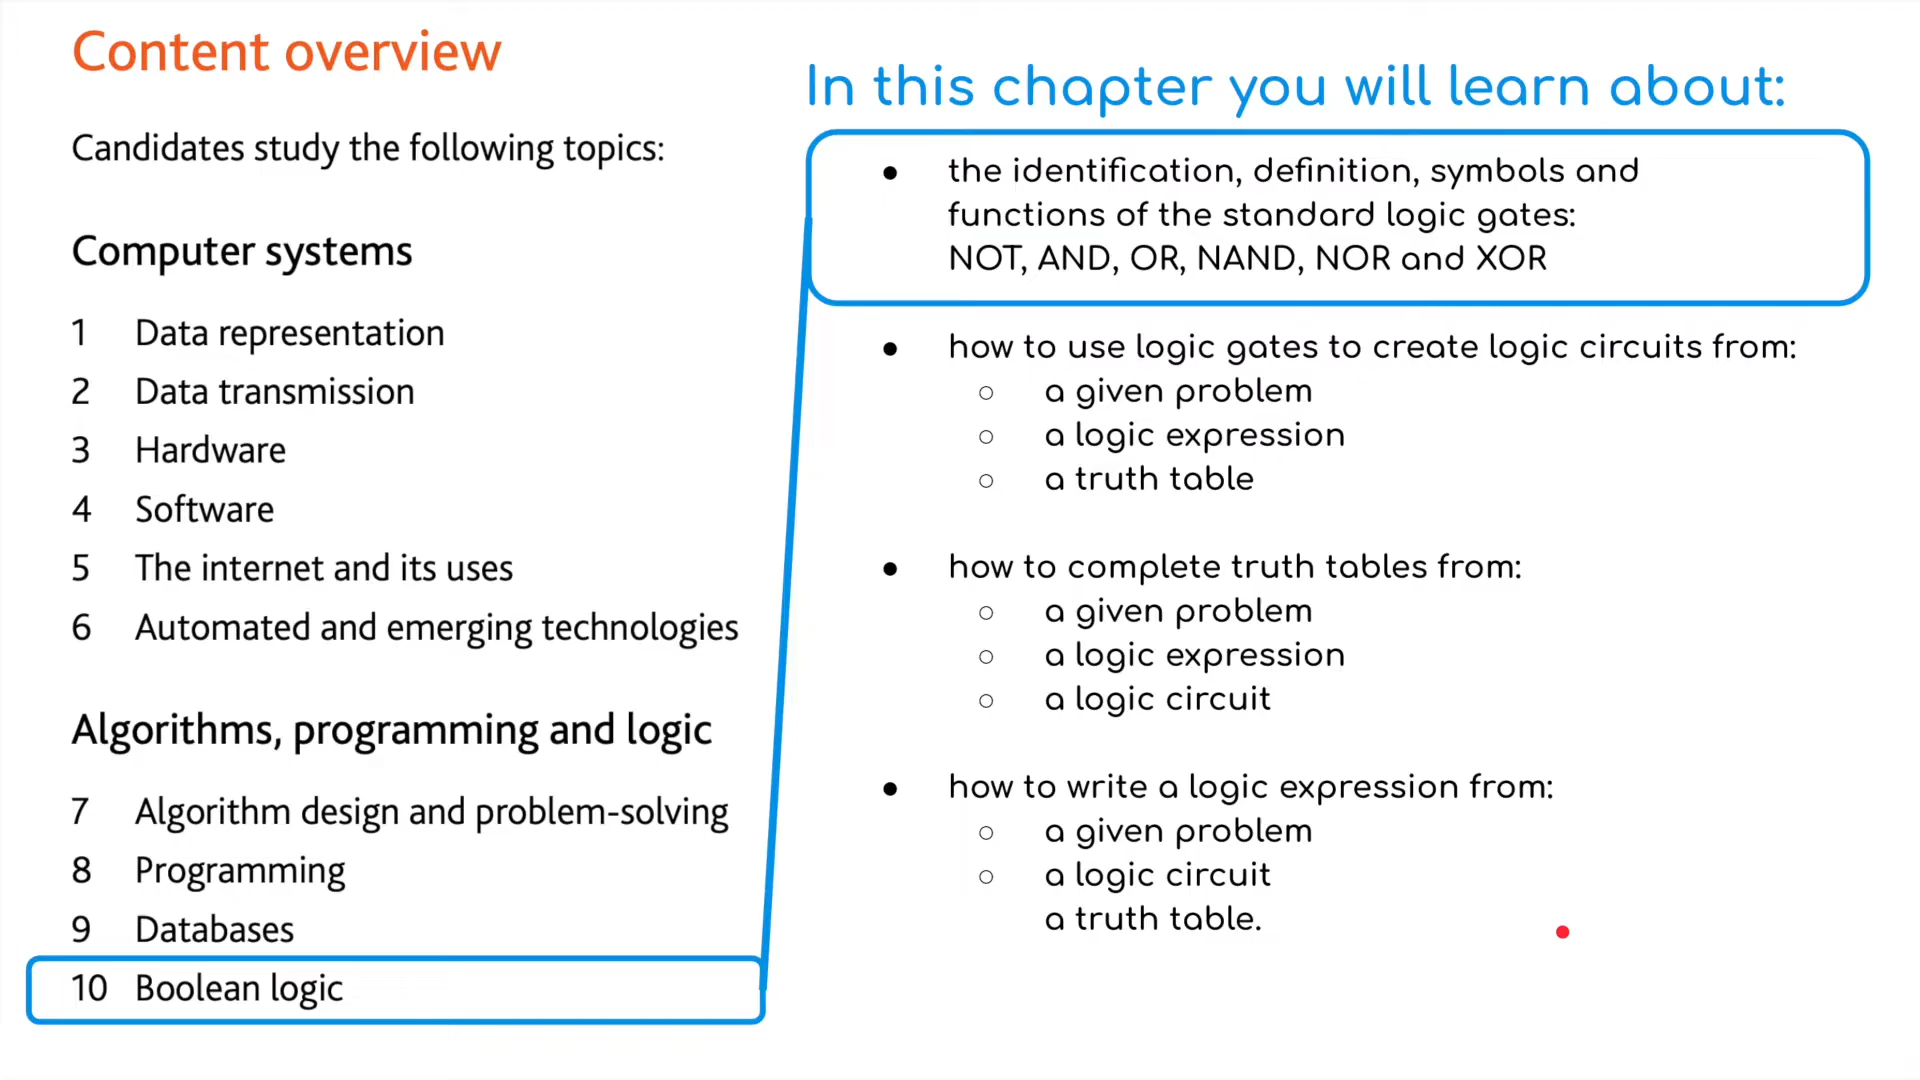 Content overview
Candidates study the following topics:
Computer systems
1 Data representation
2 Data transmission
3 Hardware
4 Software
5 The internet and its uses
6 Automated and emerging technologies
Algorithms, programming and logic
7 Algorithm design and problem-solving
8 Programming
9 Databases
10 Boolean logic
In this chapter you will learn about:
● the identification, definition, symbols and
functions of the standard logic gates:
NOT, AND, OR, NAND, NOR and XOR
● how to use logic gates to create logic circuits from:
○ a given problem
○ a logic expression
○ a truth table
● how to complete truth tables from:
○ a given problem
○ a logic expression
○ a logic circuit
● how to write a logic expression from:
○ a given problem
○ a logic circuit
a truth table.